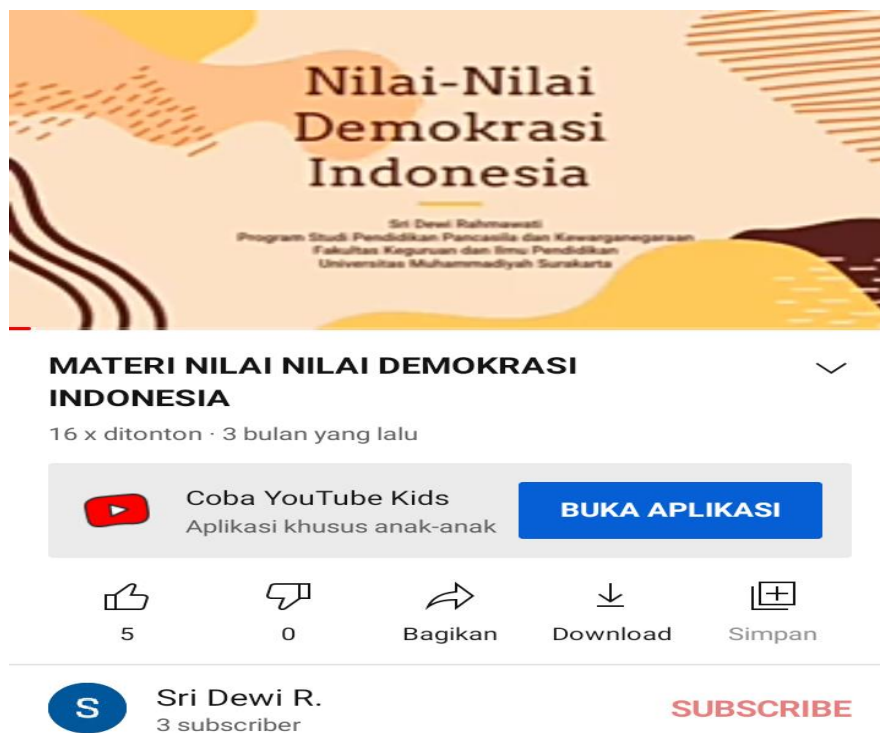 Nilai-Nilai
Demokrasi
Indonesia
Sri Dewi Rahmawati
Program Studi Pendidikan Pancasila dan Kewarganegaraan
Fakultas Keguruan dan Ilmu Pendidikan
Universitas Muhammadiyah Surakarta
MATERI NILAI NILAI DEMOKRASI
INDONESIA
16 x ditonton · 3 bulan yang lalu
Coba YouTube Kids
Aplikasi khusus anak-anak
BUKA APLIKASI
5
0
Bagikan
Download
Simpan
S
Sri Dewi R.
3 subscriber
SUBSCRIBE